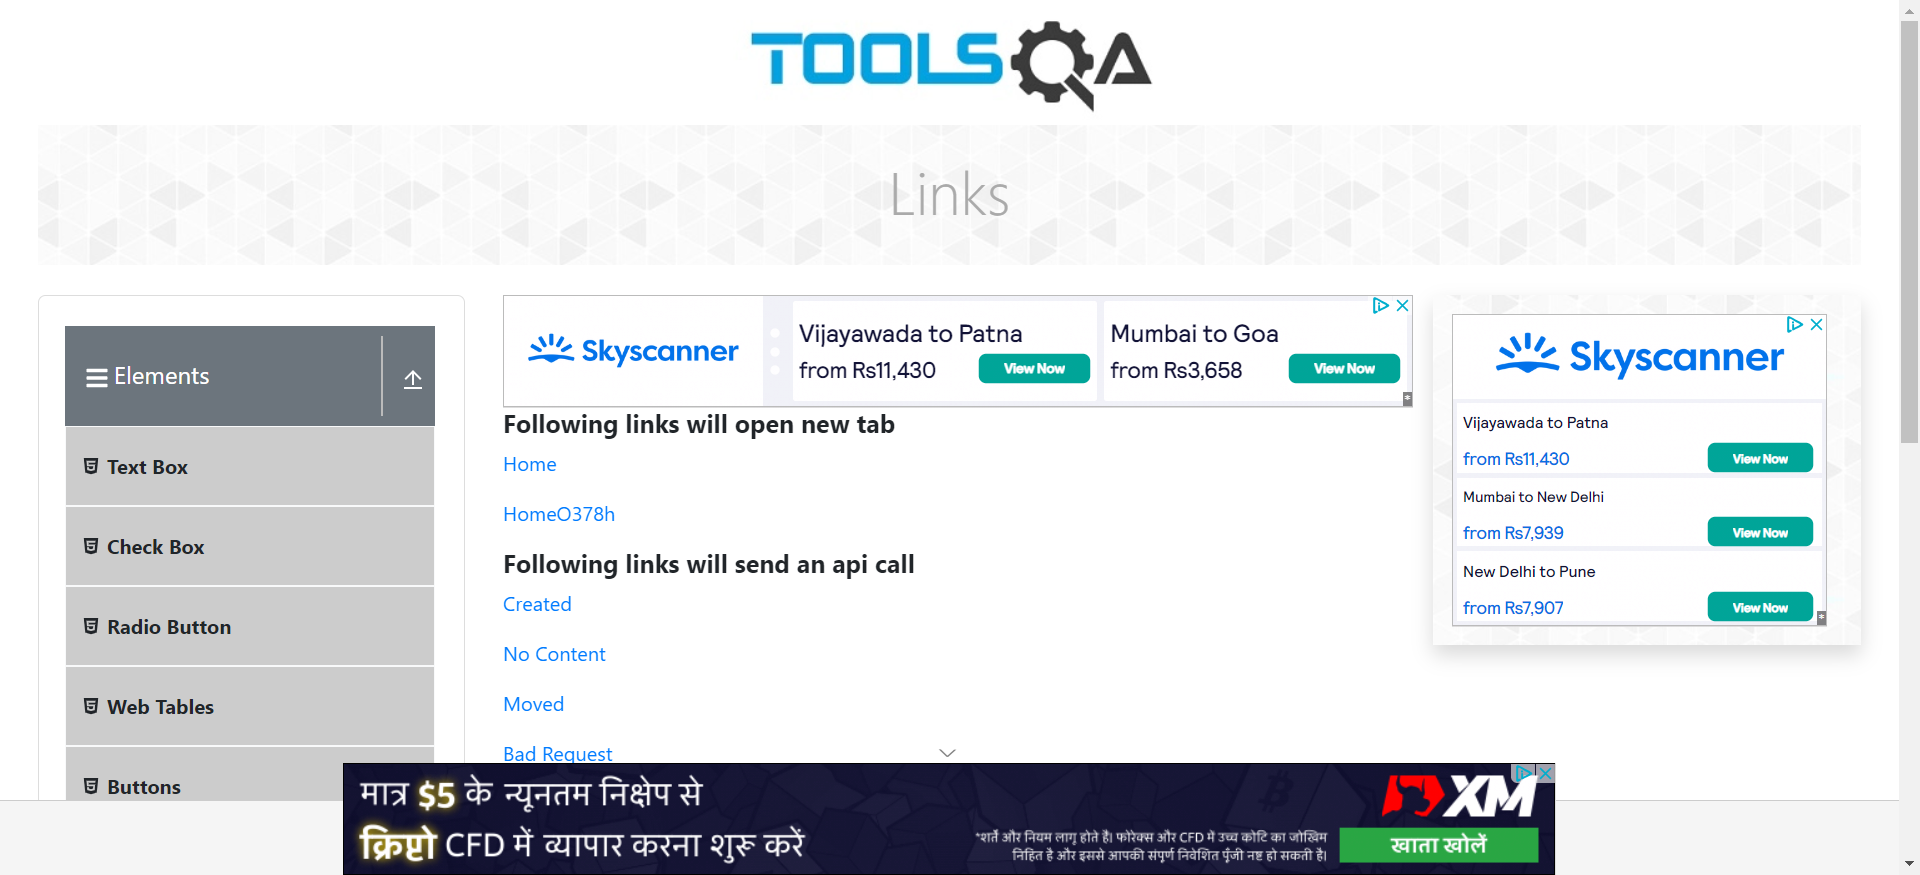 TOOLSQA
Links
Elements
Text Box
Check Box
Radio Button
Web Tables
Buttons
Skyscanner
Vijayawada to Patna
from Rs11,430
View Now
Mumbai to Goa
from Rs3,658
View Now
Following links will open new tab
Home
HomeO378h
Following links will send an api call
Created
No Content
Moved
Bad Request
Skyscanner
Vijayawada to Patna
from Rs11,430
View Now
Mumbai to New Delhi
from Rs7,939
View Now
New Delhi to Pune
from Rs7,907
View Now
मात्र $5 के न्यूनतम निक्षेप से
क्रिप्टो CFD में व्यापार करना शुरू करें
*शर्तें और नियम लागू होते हैं। फोरेक्स और CFD में उच्च कोटि का जोखिम
निहित है और इससे आपकी संपूर्ण निवेशित पूँजी नष्ट हो सकती है।
XM
खाता खोलें